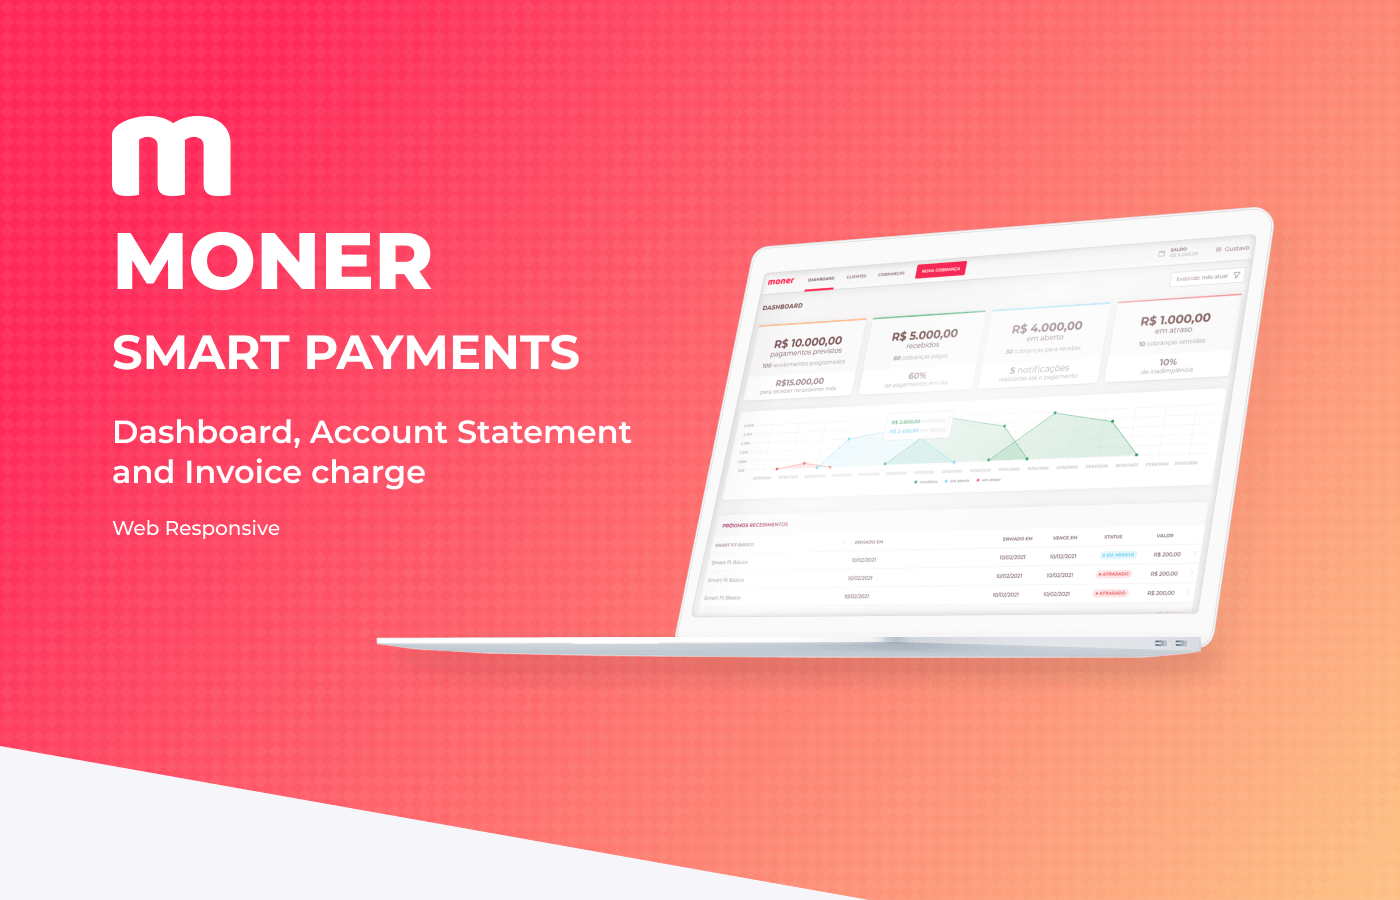 m
MONER
SMART PAYMENTS
Dashboard, Account Statement
and Invoice charge
Web Responsive
moner
DASHBOARD
CLIENTES
COBRANÇAS
NOVA COBRANÇA
SALDO
Gustavo
Exibindo: mês atual
DASHBOARD
R$ 10.000,00
pagamentos previstos
100 recebimentos programados
R$15.000,00
para receber no próximo mês
R$ 5.000,00
recebidos
60 cobranças pagas
60%
de pagamentos em dia
R$ 4.000,00
em aberto
30 cobranças para receber
5 notificações
realizadas até o pagamento
R$ 1.000,00
em atraso
10 cobranças vencidas
10%
de inadimplência
recebidos
em aberto
em atraso
PRÓXIMOS RECEBIMENTOS
SMART FIT BÁSICO ENVIADO EM ENVIADO EM VENCE EM STATUS VALOR
Smart fit Básico 10/02/2021 10/02/2021 10/02/2021 EM ABERTO R$ 200,00
Smart fit Básico 10/02/2021 10/02/2021 10/02/2021 ATRASADO R$ 200,00
Smart fit Básico 10/02/2021 10/02/2021 10/02/2021 ATRASADO R$ 200,00